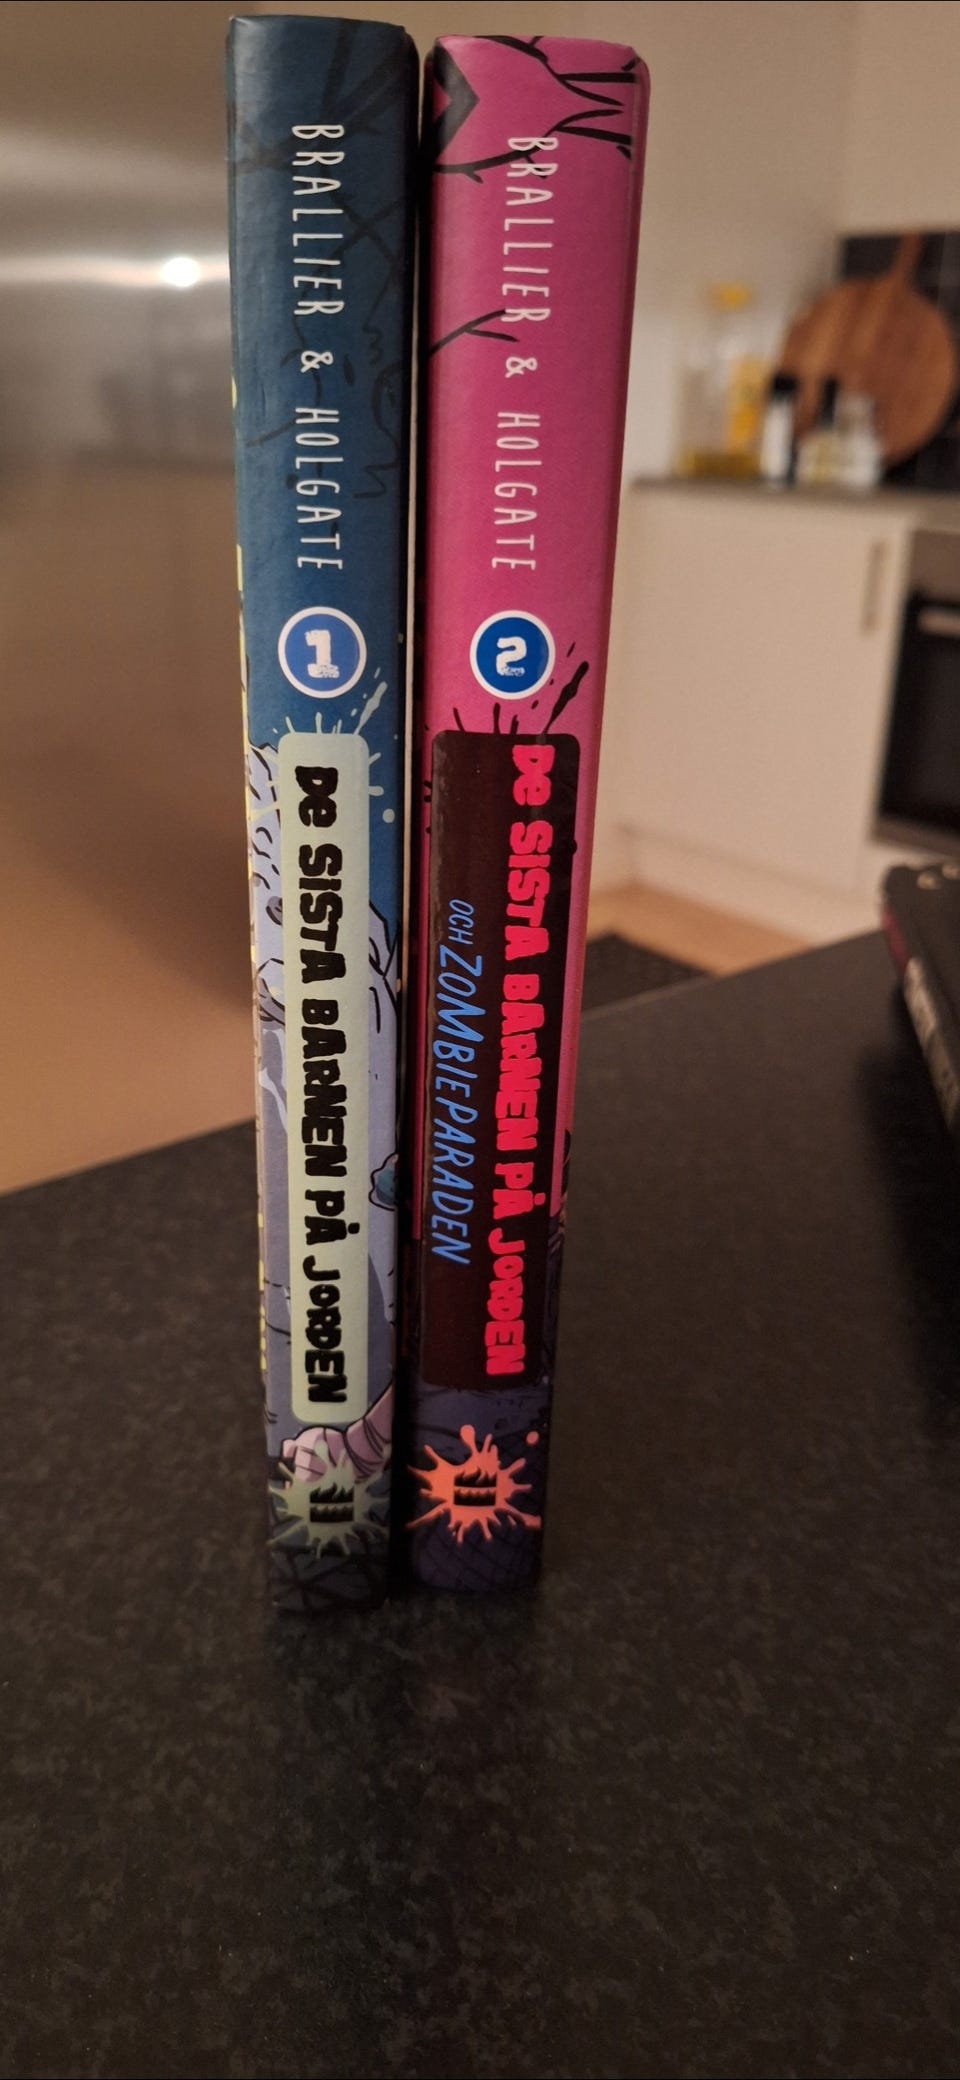 BRALLIER & HOLGATE
1
De SISTA BARNEN PÅ JORDEN
BRALLIER & HOLGATE
2
De SISTA BARNEN PÅ JORDEN
OCH ZOMBIEPARADEN